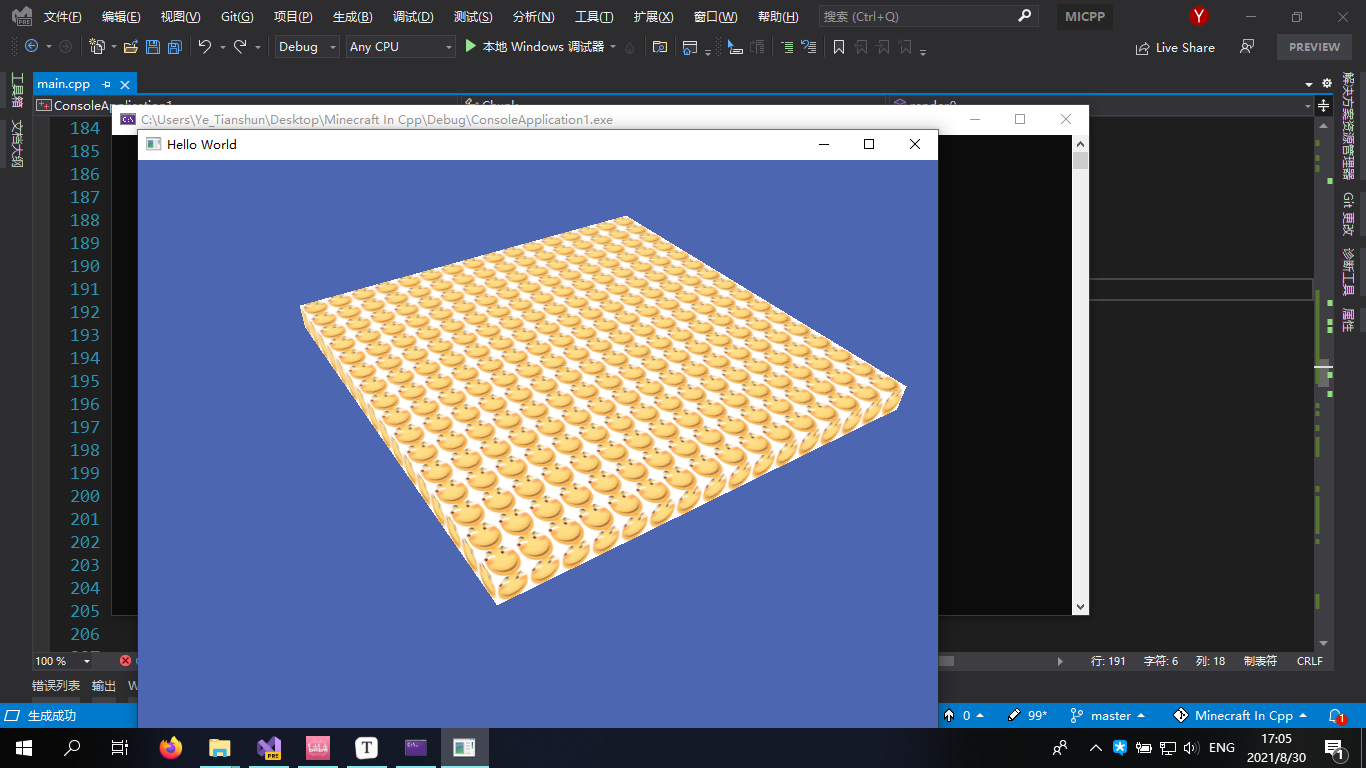 文件(F) 编辑(E) 视图(V) Git(G) 项目(P) 生成(B) 调试(D) 测试(S) 分析(N) 工具(T) 扩展(X) 窗口(W) 帮助(H) 搜索 (Ctrl+Q) MICPP Y
PRE
Debug Any CPU 本地 Windows 调试器 Live Share PREVIEW
工具箱
文档大纲
main.cpp
ConsoleApplication1
C:\Users\Ye_Tianshun\Desktop\Minecraft In Cpp\Debug\ConsoleApplication1.exe
Hello World
184
185
186
187
188
189
190
191
192
193
194
195
196
197
198
199
200
201
202
203
204
205
206
解决方案资源管理器
Git 更改
诊断工具
属性
100 % 行: 191 字符: 6 列: 18 制表符 CRLF
错误列表 输出
生成成功 0 99* master Minecraft In Cpp 1
T ENG 17:05
2021/8/30 1